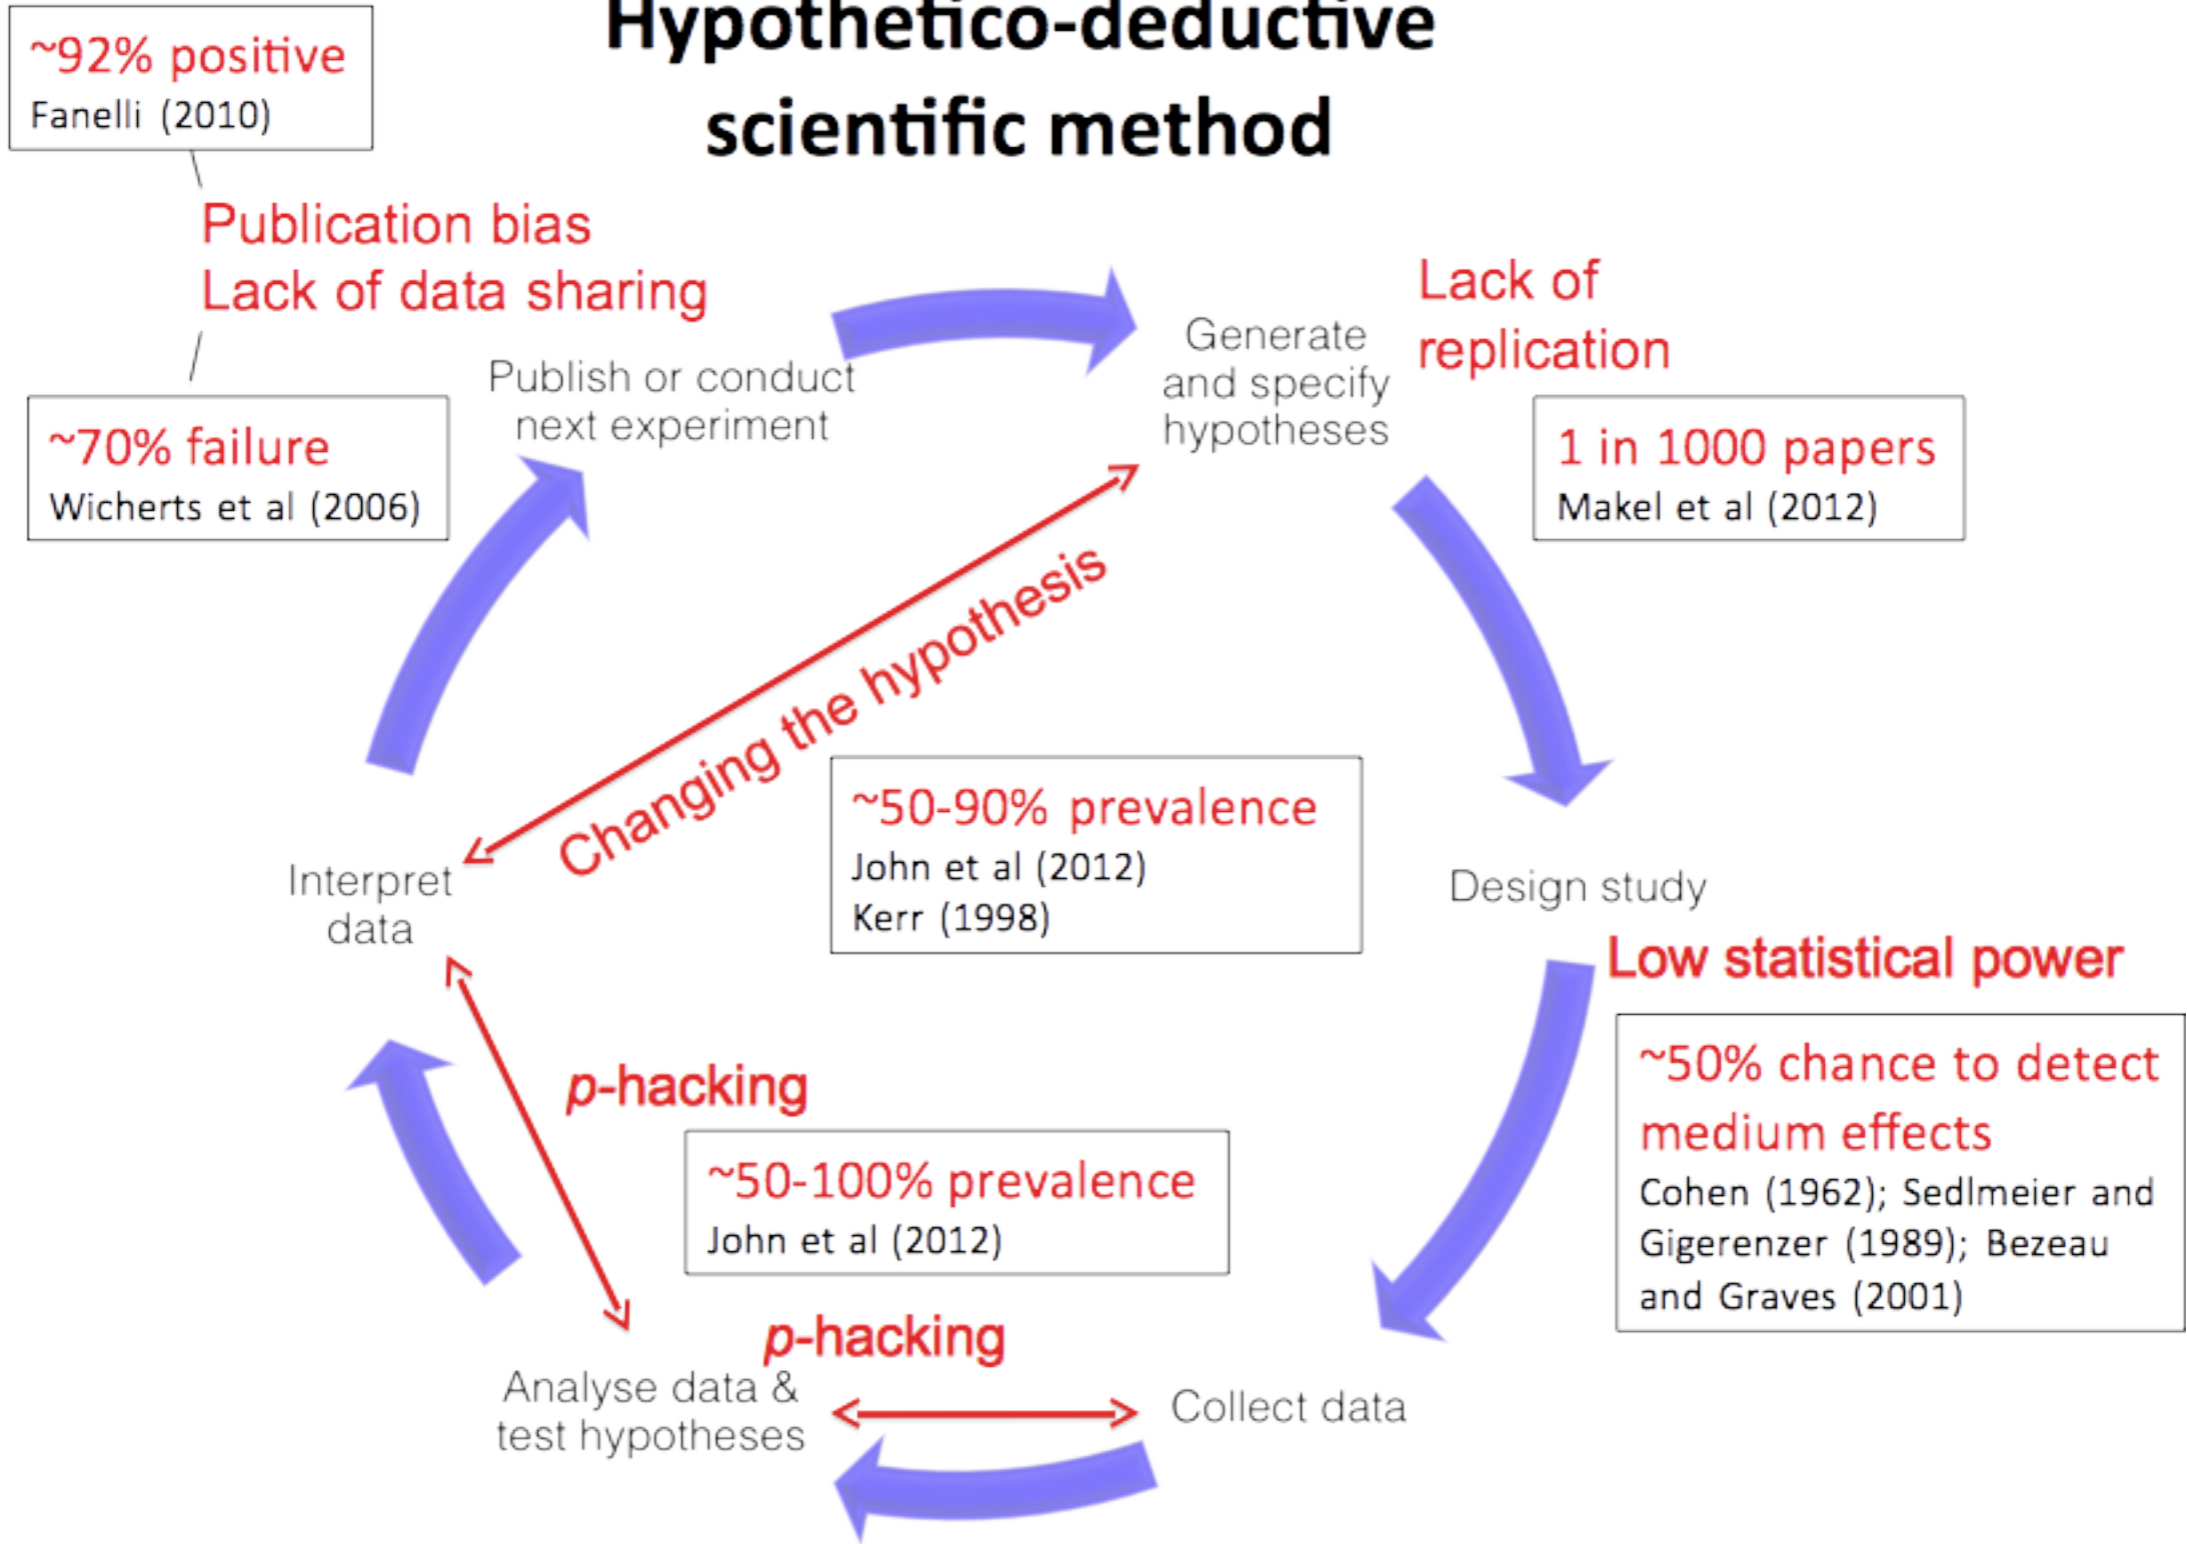 Hypothetico-deductive
scientific method
~92% positive
Fanelli (2010)
Publication bias
Lack of data sharing
~70% failure
Wicherts et al (2006)
Publish or conduct
next experiment
Generate
and specify
hypotheses
Lack of
replication
1 in 1000 papers
Makel et al (2012)
Changing the hypothesis
~50-90% prevalence
John et al (2012)
Kerr (1998)
Interpret
data
Design study
Low statistical power
~50% chance to detect
medium effects
Cohen (1962); Sedlmeier and
Gigerenzer (1989); Bezeau
and Graves (2001)
p-hacking
~50-100% prevalence
John et al (2012)
p-hacking
Analyse data &
test hypotheses
Collect data